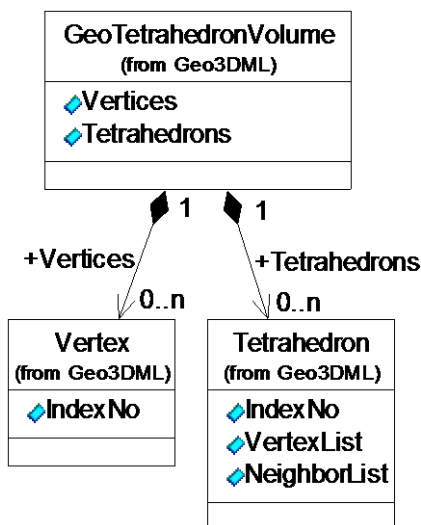 GeoTetrahedronVolume
(from Geo3DML)
Vertices
Tetrahedrons
1 1
+Vertices +Tetrahedrons
0..n 0..n
Vertex
(from Geo3DML)
IndexNo
Tetrahedron
(from Geo3DML)
IndexNo
VertexList
NeighborList